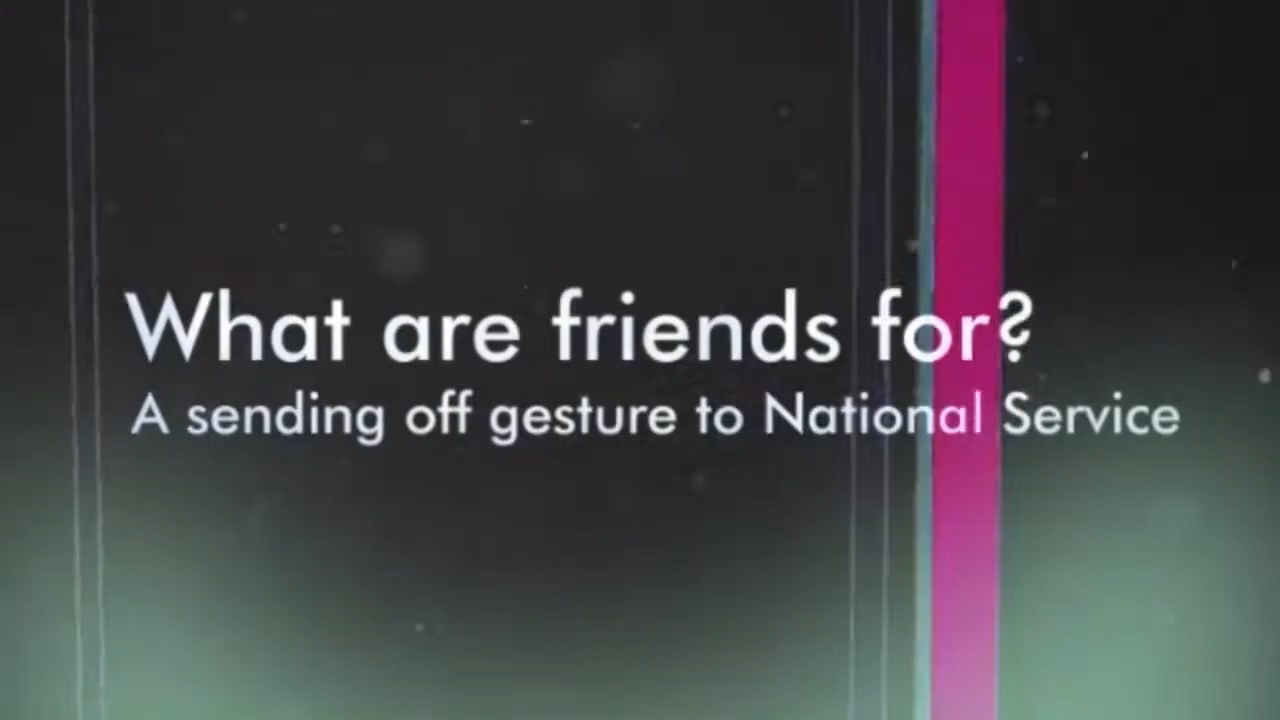 What are friends for?
A sending off gesture to National Service